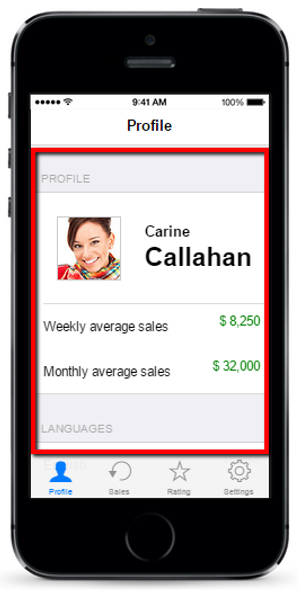 9:41 AM 100%
Profile
PROFILE
Carine
Callahan
Weekly average sales $ 8,250
Monthly average sales $ 32,000
LANGUAGES
English
Profile Sales Rating Settings